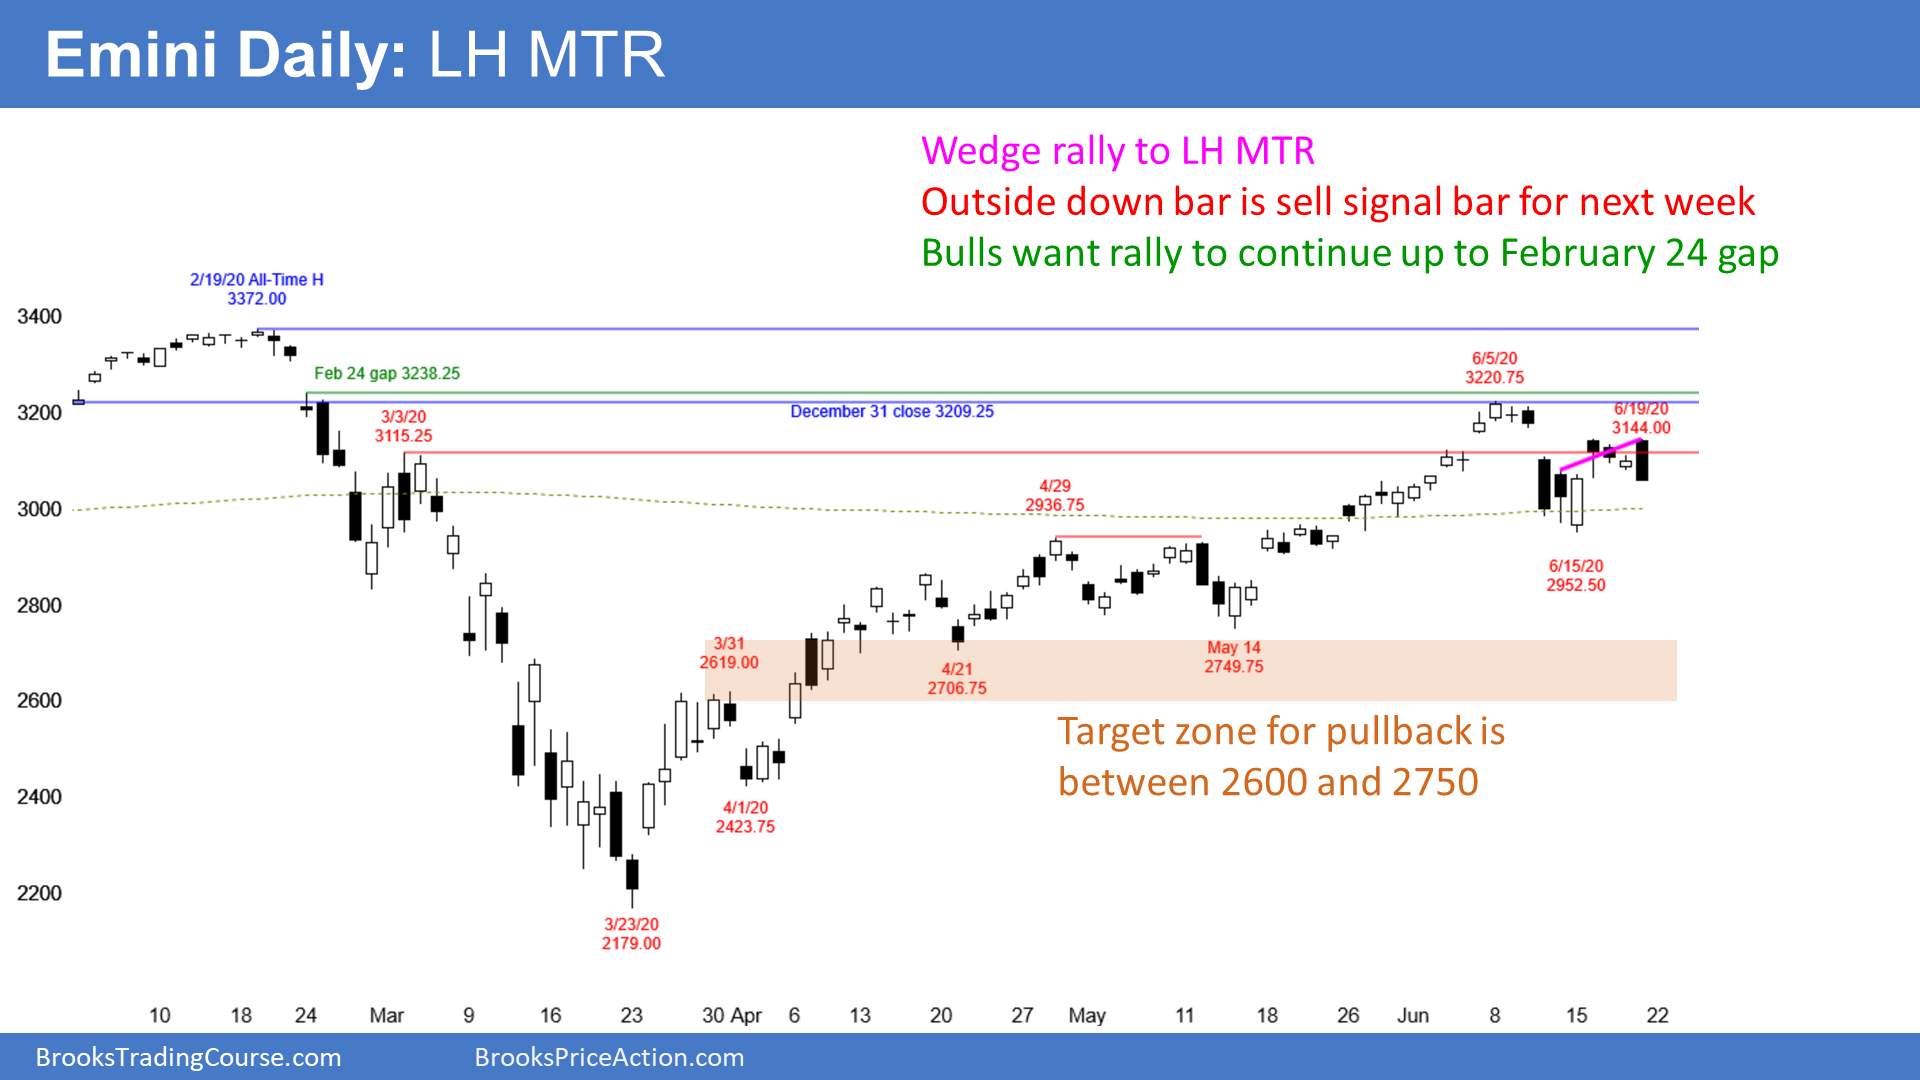 Emini Daily: LH MTR
Wedge rally to LH MTR
Outside down bar is sell signal bar for next week
Bulls want rally to continue up to February 24 gap
2/19/20 All-Time H
3372.00
3400
6/5/20
3220.75
Feb 24 gap 3238.25
3200
December 31 close 3209.25
3/3/20
3115.25
6/19/20
3144.00
4/29
2936.75
3000
6/15/20
2952.50
2800
3/31
2619.00
4/21
2706.75
May 14
2749.75
2600
Target zone for pullback is
between 2600 and 2750
2400
4/1/20
2423.75
2200
3/23/20
2179.00
10 18 24 Mar 9 16 23 30 Apr 6 13 20 27 May 11 18 26 Jun 8 15 22
BrooksTradingCourse.com
BrooksPriceAction.com